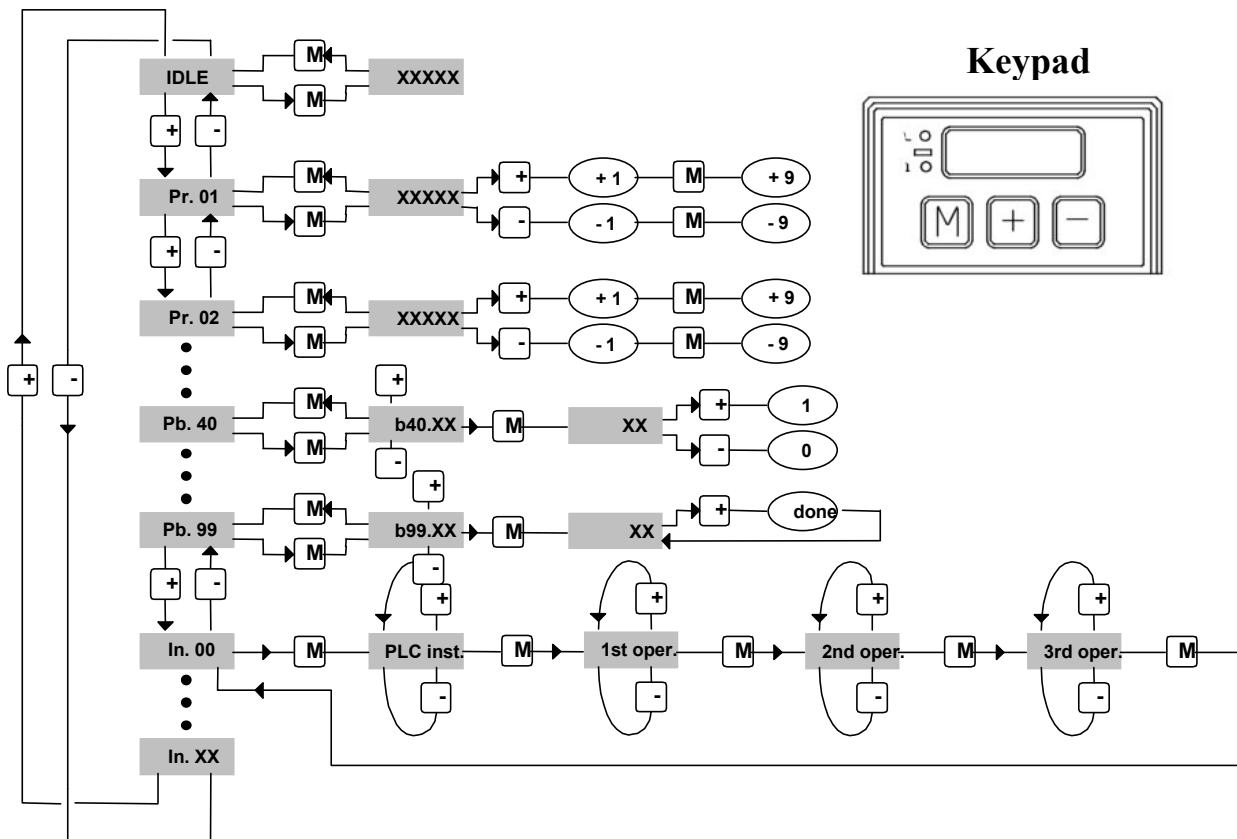 Keypad
M
IDLE XXXXX
M
+ -
M + +1 M +9
Pr. 01 XXXXX
M - -1 M -9
+ -
M + +1 M +9
Pr. 02 XXXXX
M - -1 M -9
M + -
+ -
+
M + 1
Pb. 40 b40.XX M XX
M - 0
-
+
M + done
Pb. 99 b99.XX M XX
M
-
+ - + + + +
In. 00 M PLC inst. M 1st oper. M 2nd oper. M 3rd oper. M
- - - -
In. XX